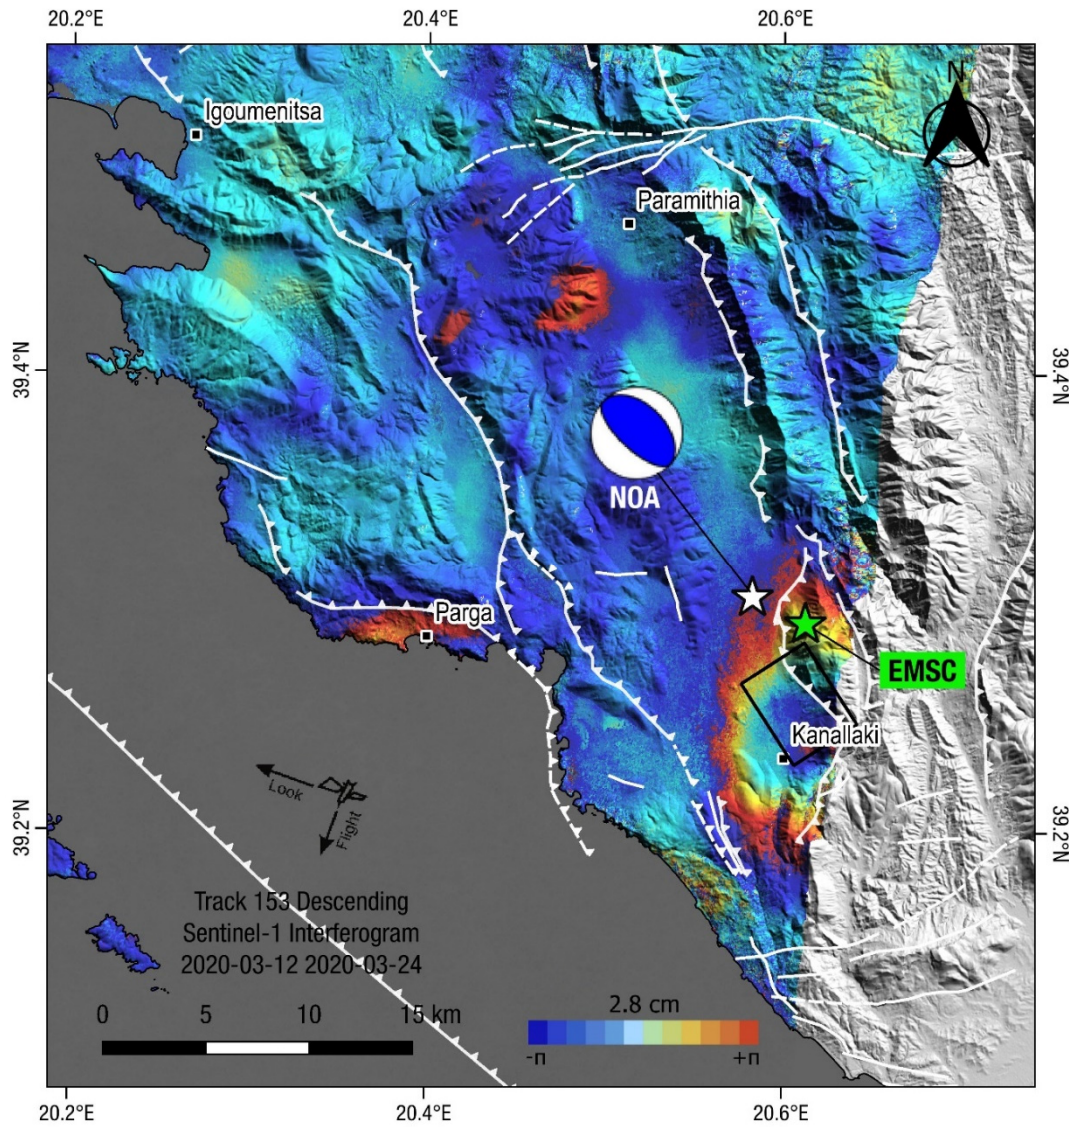 20.2°E
20.4°E
20.6°E
N
Igoumenitsa
Paramithia
39.4°N
39.4°N
NOA
Parga
EMSC
Kanallaki
Look
Flight
39.2°N
39.2°N
Track 153 Descending
Sentinel-1 Interferogram
2020-03-12 2020-03-24
0 5 10 15 km
2.8 cm
-π +π
20.2°E
20.4°E
20.6°E